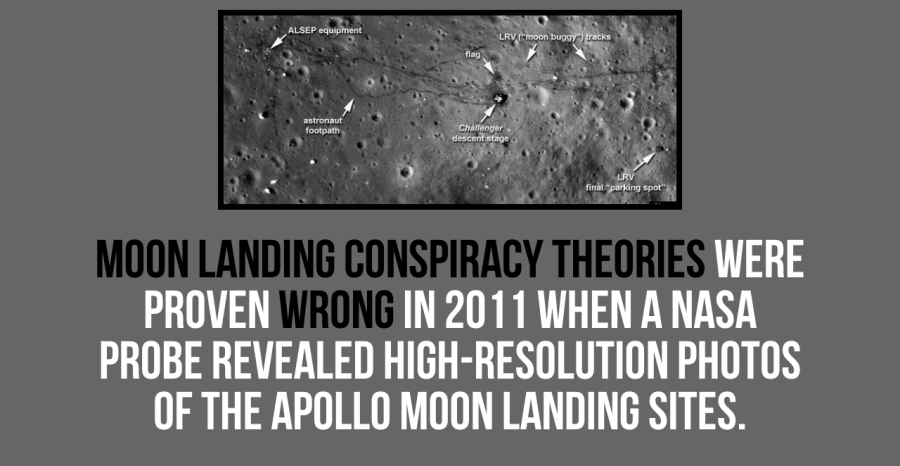 ALSEP equipment
LRV ("moon buggy") tracks
flag
astronaut
footpath
Challenger
descent stage
LRV
final "parking spot"
MOON LANDING CONSPIRACY THEORIES WERE
PROVEN WRONG IN 2011 WHEN A NASA
PROBE REVEALED HIGH-RESOLUTION PHOTOS
OF THE APOLLO MOON LANDING SITES.